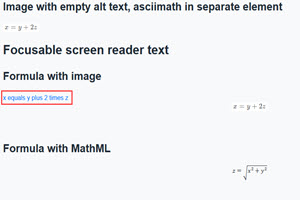 Image with empty alt text, asciimath in separate element
x = y + 2z
Focusable screen reader text
Formula with image
x equals y plus 2 times z
x = y + 2z
Formula with MathML
z = √x² + y²